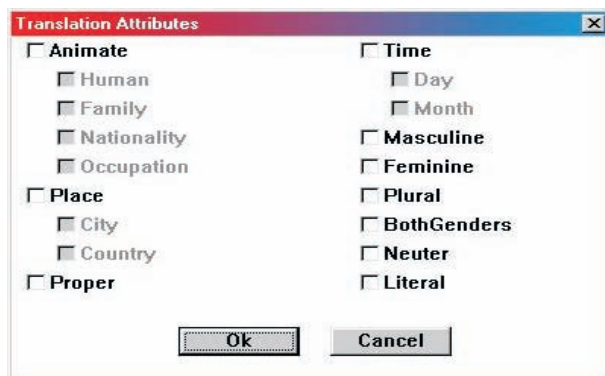 Translation Attributes
Animate
Human
Family
Nationality
Occupation
Place
City
Country
Proper
Time
Day
Month
Masculine
Feminine
Plural
BothGenders
Neuter
Literal
Ok
Cancel